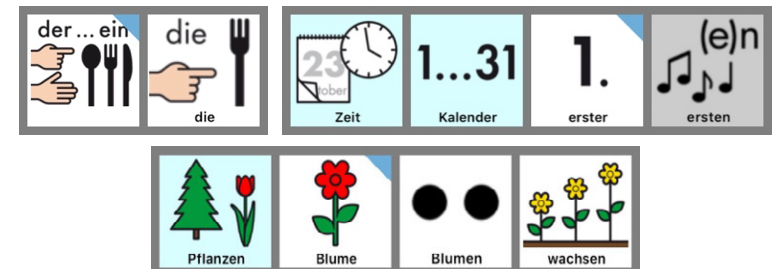 der ... ein die (e)n
23 tober 1...31 1.
die Zeit Kalender erster ersten
Pflanzen Blume Blumen wachsen